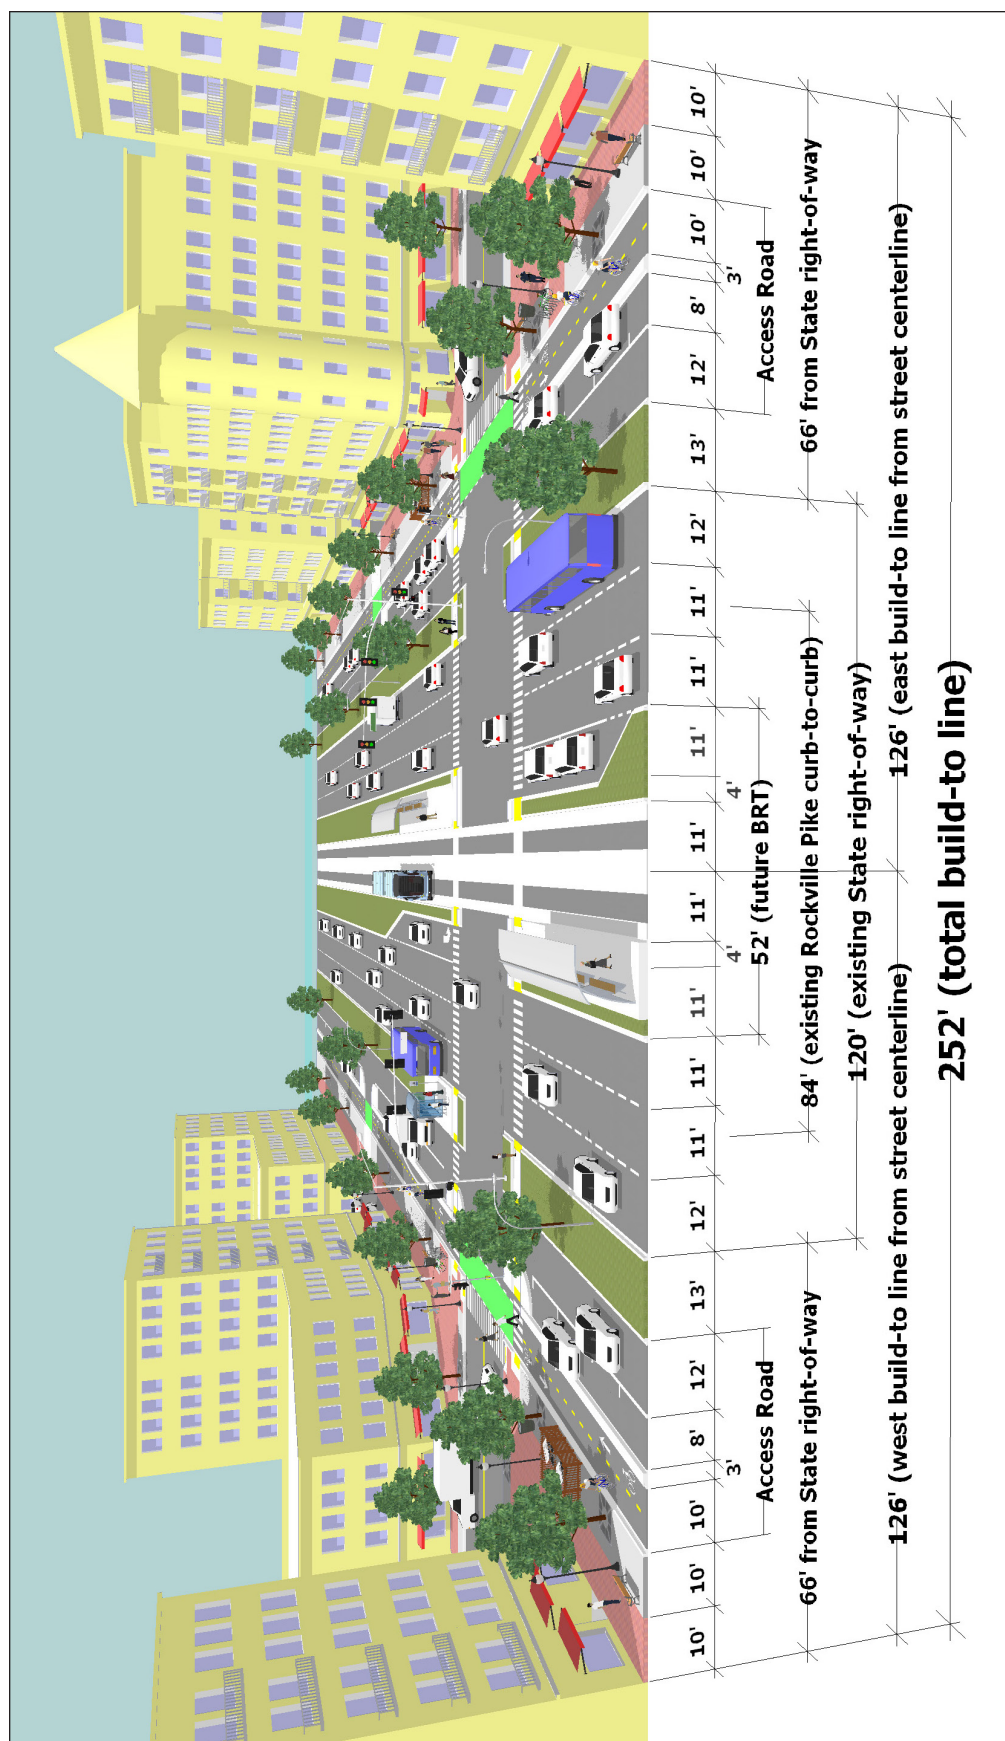 10' 10' 10' 8' 12' 13' 12' 11' 11' 11' 11' 11' 11' 11' 11' 12' 13' 12' 8' 10' 10' 10'
3' 4' 4' 3'
Access Road 52' (future BRT) Access Road
66' from State right-of-way 84' (existing Rockville Pike curb-to-curb) 66' from State right-of-way
120' (existing State right-of-way)
126' (west build-to line from street centerline) 126' (east build-to line from street centerline)
252' (total build-to line)